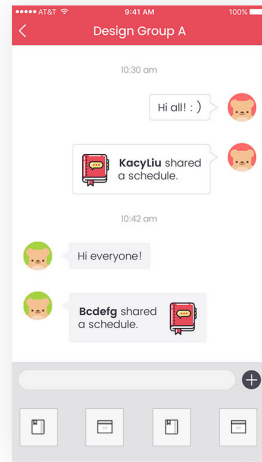 AT&T 9:41 AM 100%
Design Group A
10:30 am
Hi all! : )
KacyLiu shared
a schedule.
10:42 am
Hi everyone!
Bcdefg shared
a schedule.